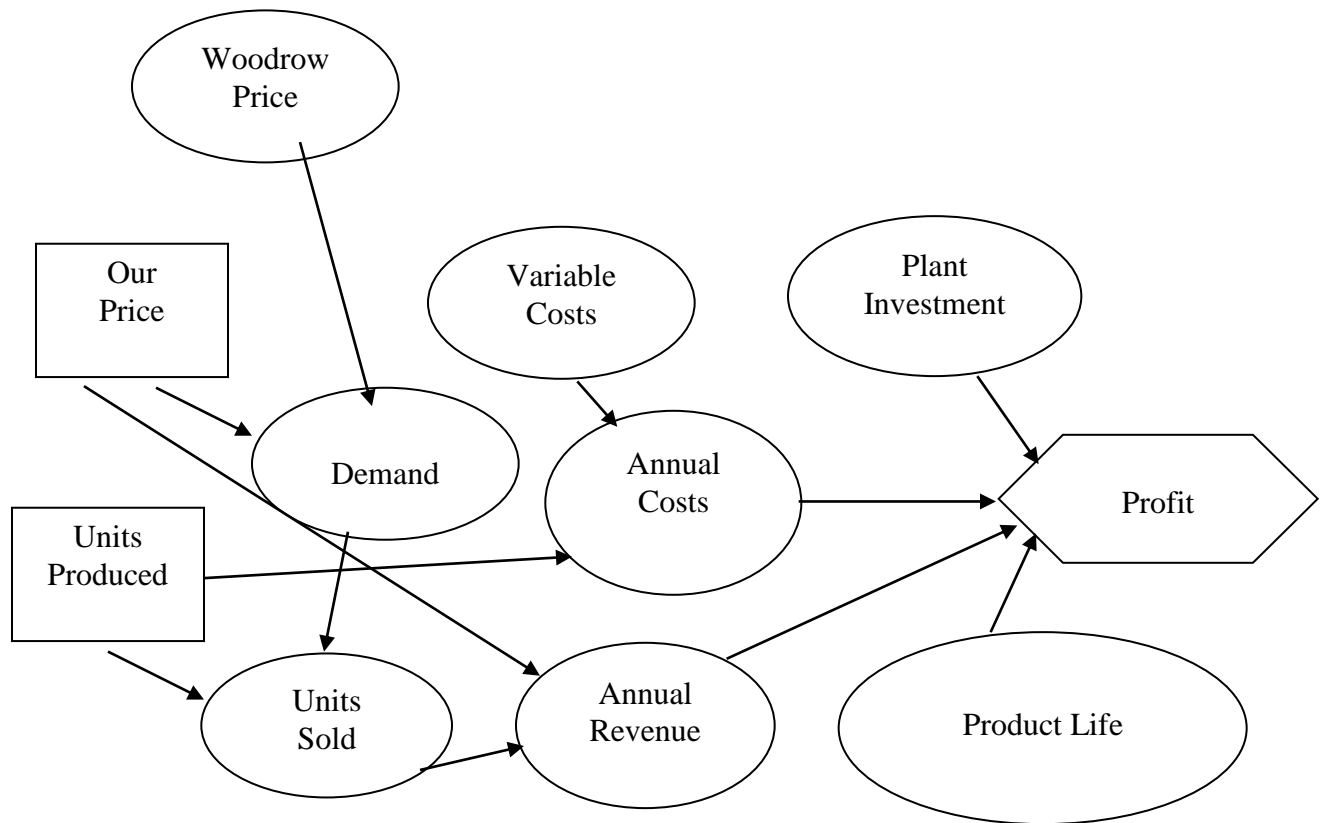 Woodrow
Price
Our
Price
Variable
Costs
Plant
Investment
Demand
Annual
Costs
Profit
Units
Produced
Units
Sold
Annual
Revenue
Product Life